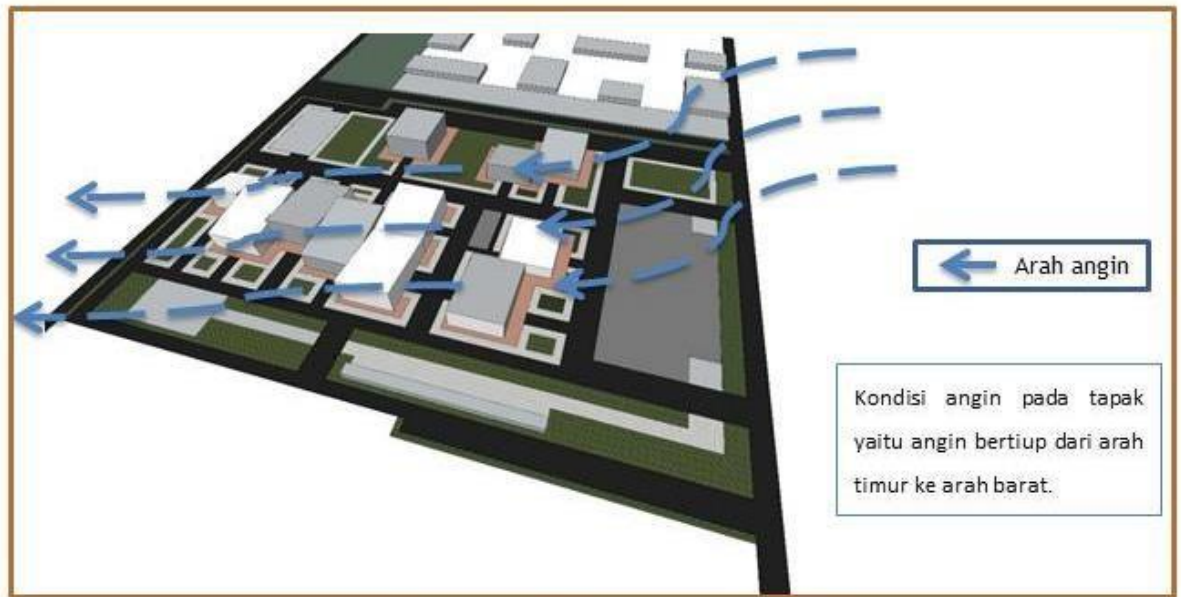 Arah angin
Kondisi angin pada tapak
yaitu angin bertiup dari arah
timur ke arah barat.